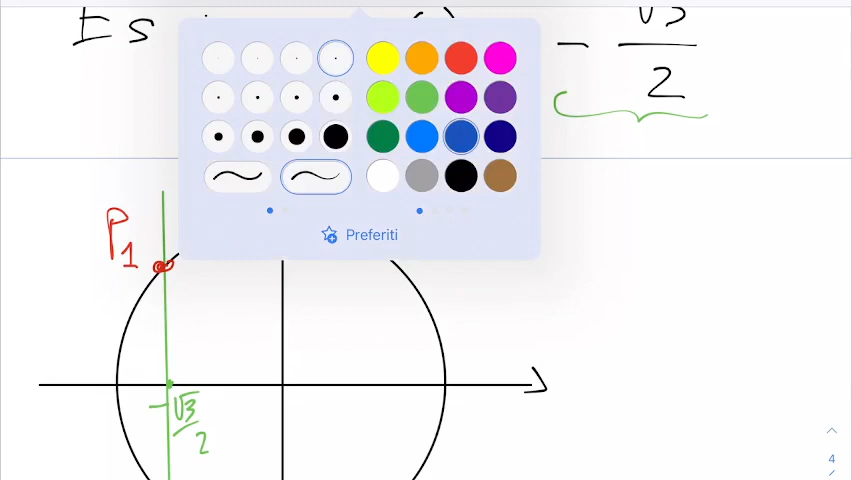 Es
- √3/2
Preferiti
P1
-√3/2
4